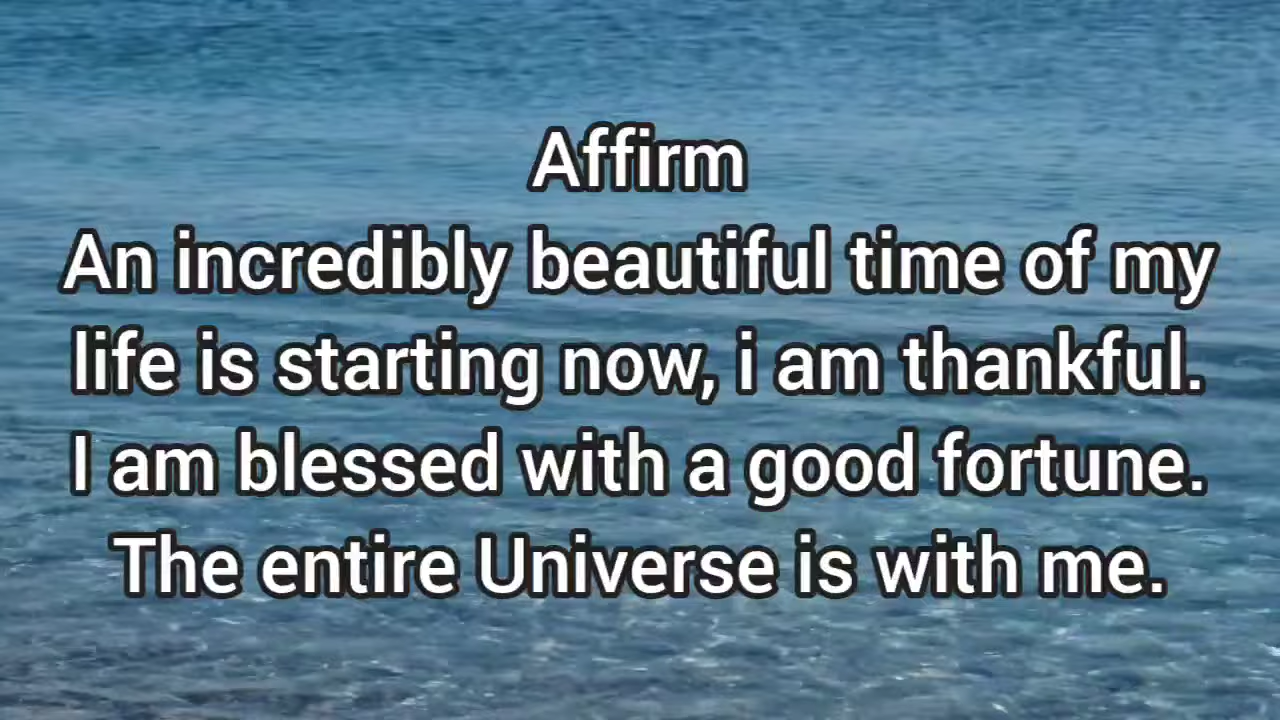 Affirm
An incredibly beautiful time of my
life is starting now, i am thankful.
I am blessed with a good fortune.
The entire Universe is with me.